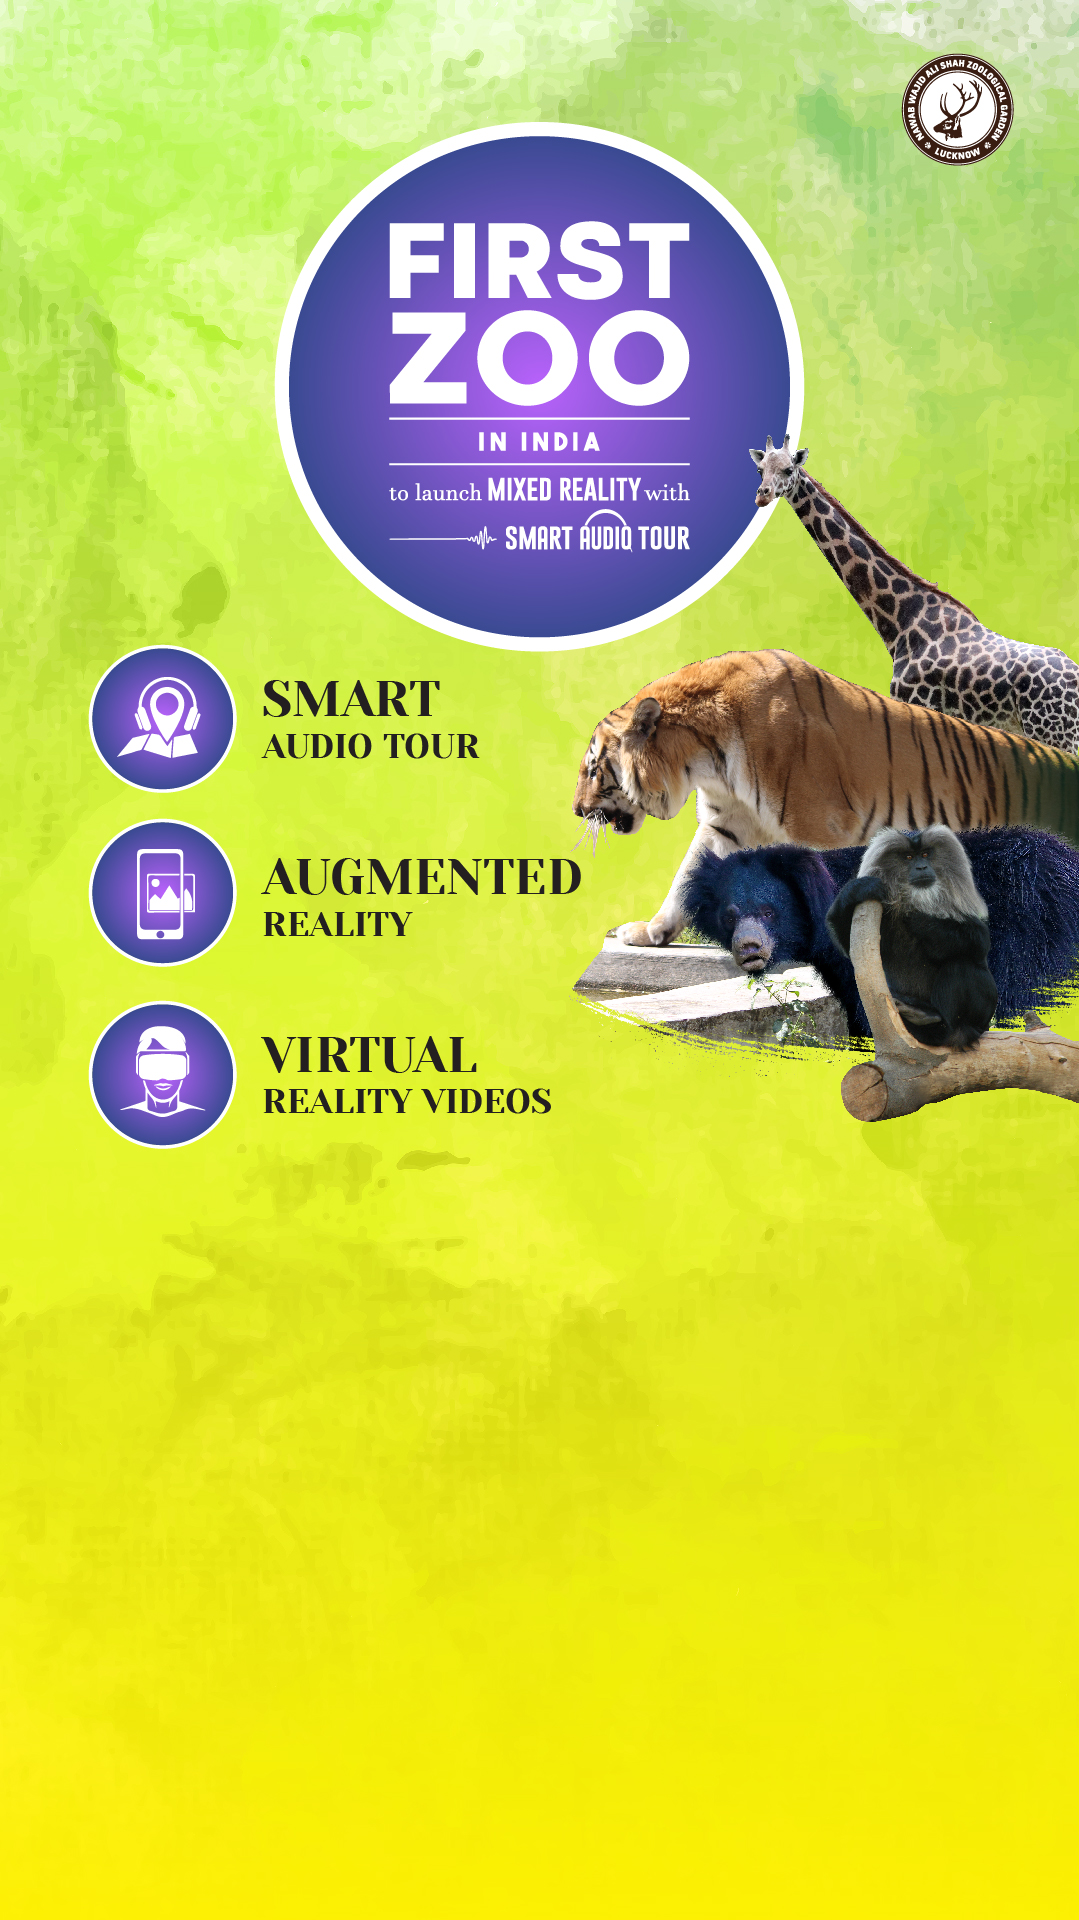 NAWAB WAJID ALI SHAH ZOOLOGICAL GARDEN
LUCKNOW
FIRST
ZOO
IN INDIA
to launch MIXED REALITY with
SMART AUDIO TOUR
SMART
AUDIO TOUR
AUGMENTED
REALITY
VIRTUAL
REALITY VIDEOS